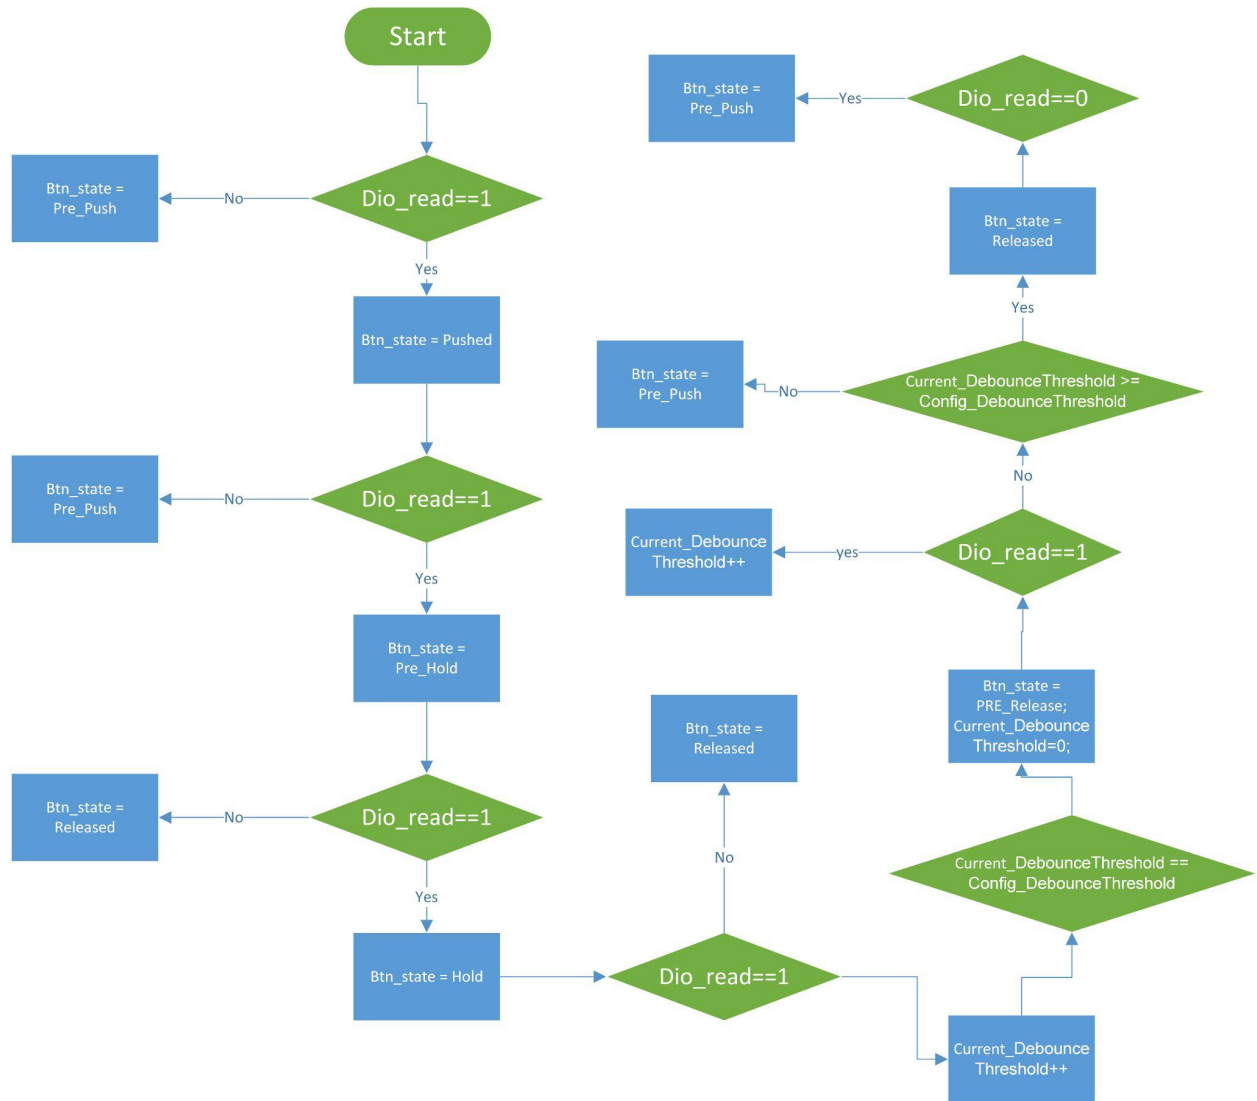 Start
Dio_read==1
No
Btn_state =
Pre_Push
Yes
Btn_state = Pushed
Dio_read==1
No
Btn_state =
Pre_Push
Yes
Btn_state =
Pre_Hold
Dio_read==1
No
Btn_state =
Released
Yes
Btn_state = Hold
Dio_read==1
No
Btn_state =
Released
Current_Debounce
Threshold++
Current_DebounceThreshold ==
Config_DebounceThreshold
Btn_state =
PRE_Release;
Current_Debounce
Threshold=0;
Dio_read==1
yes
Current_Debounce
Threshold++
No
Current_DebounceThreshold >=
Config_DebounceThreshold
No
Btn_state =
Pre_Push
Yes
Btn_state =
Released
Dio_read==0
Yes
Btn_state =
Pre_Push